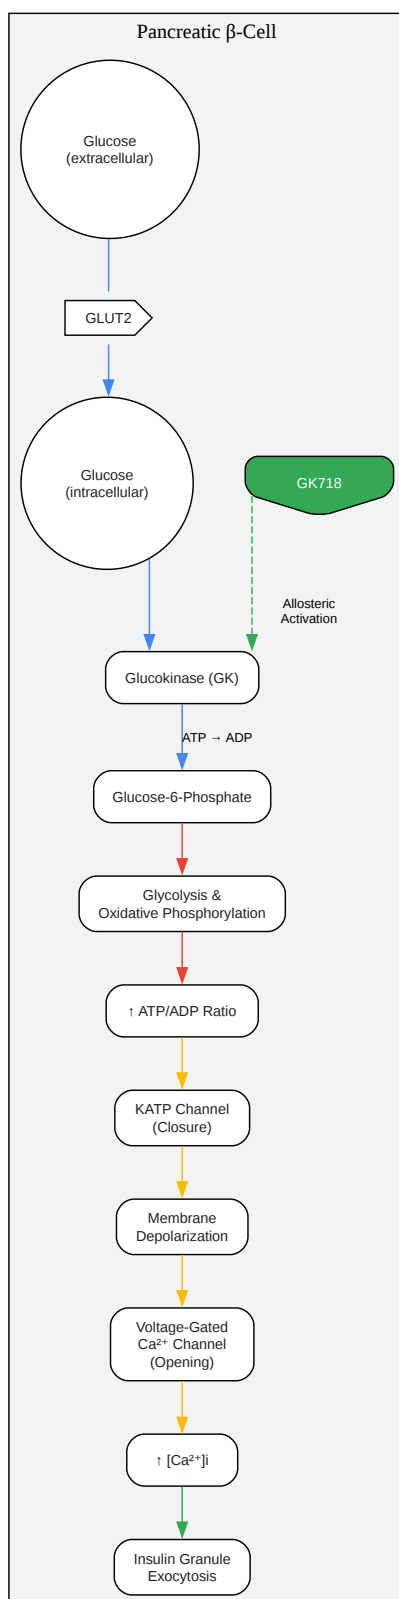 Pancreatic β-Cell
Glucose
(extracellular)
GLUT2
Glucose
(intracellular)
GK718
Allosteric
Activation
Glucokinase (GK)
ATP → ADP
Glucose-6-Phosphate
Glycolysis &
Oxidative Phosphorylation
↑ ATP/ADP Ratio
KATP Channel
(Closure)
Membrane
Depolarization
Voltage-Gated
Ca²⁺ Channel
(Opening)
↑ [Ca²⁺]i
Insulin Granule
Exocytosis